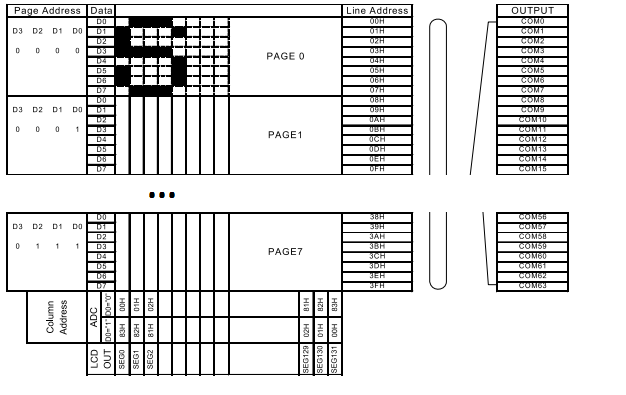 Page Address Data Line Address OUTPUT
D0 00H COM0
D3 D2 D1 D0 D1 01H COM1
D2 02H COM2
0 0 0 0 D3 03H COM3
D4 PAGE 0 04H COM4
D5 05H COM5
D6 06H COM6
D7 07H COM7
D0 08H COM8
D3 D2 D1 D0 D1 09H COM9
D2 0AH COM10
0 0 0 1 D3 PAGE1 0BH COM11
D4 0CH COM12
D5 0DH COM13
D6 0EH COM14
D7 0FH COM15
•••
D0 38H COM56
D3 D2 D1 D0 D1 39H COM57
D2 3AH COM58
0 1 1 1 D3 PAGE7 3BH COM59
D4 3CH COM60
D5 3DH COM61
D6 3EH COM62
D7 3FH COM63
Column Address
ADC
D0="0" 00H 01H 02H 81H 82H 83H
D0="1" 83H 82H 81H 02H 01H 00H
LCD OUT SEG0 SEG1 SEG2 SEG129 SEG130 SEG131